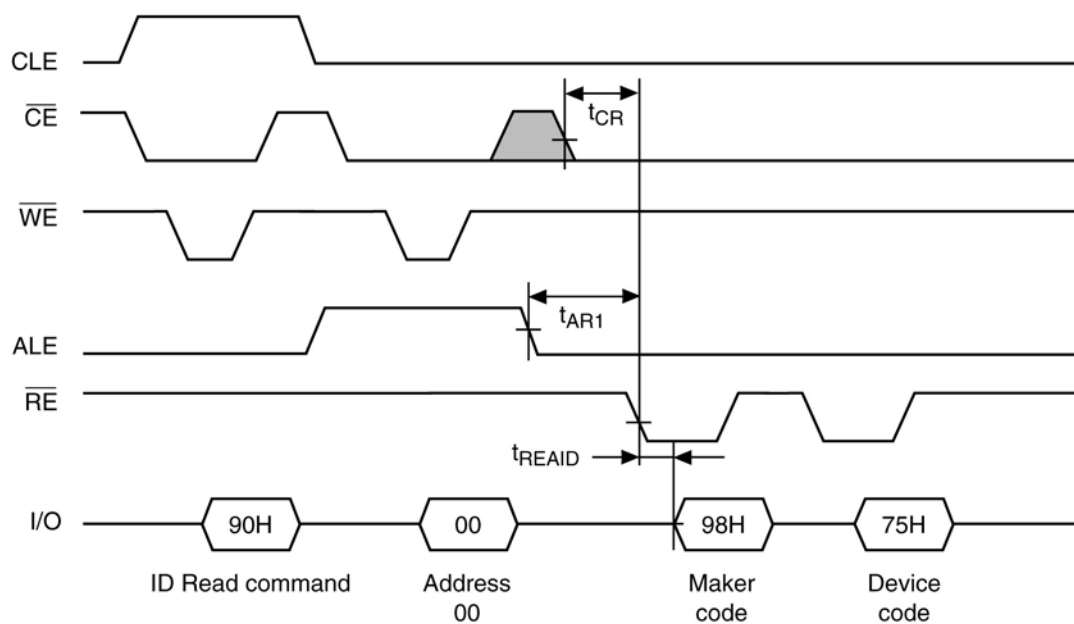 CLE
CE
tCR
WE
tAR1
ALE
RE
tREAID
I/O
90H
00
98H
75H
ID Read command
Address
00
Maker
code
Device
code